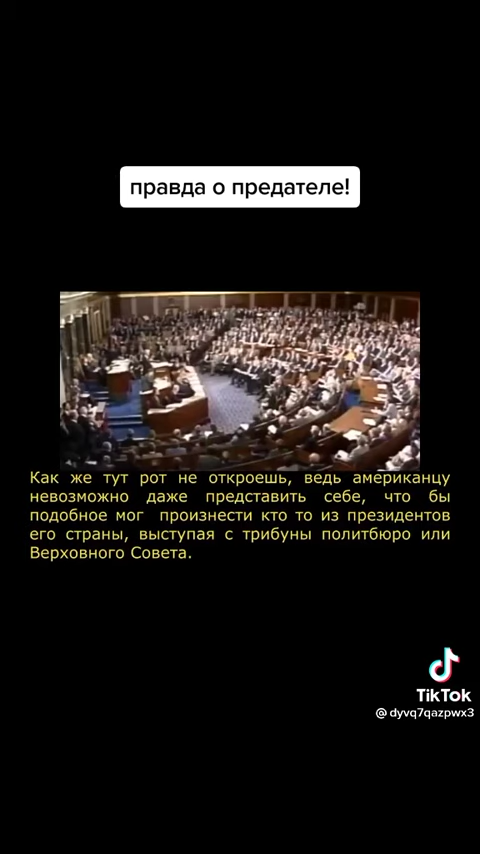 правда о предателе!
Как же тут рот не откроешь, ведь американцу
невозможно даже представить себе, что бы
подобное мог произнести кто то из президентов
его страны, выступая с трибуны политбюро или
Верховного Совета.
TikTok
@dyvq7qazpwx3